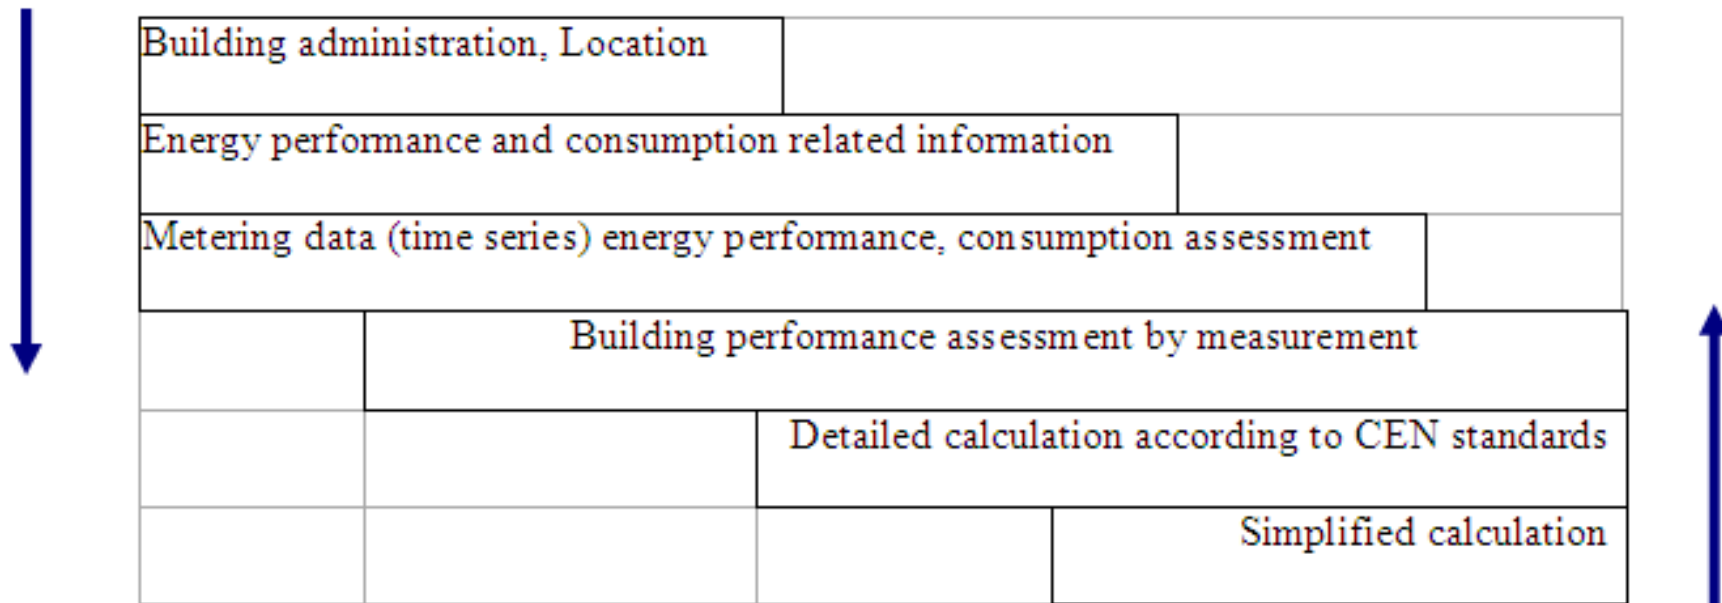 Building administration, Location
Energy performance and consumption related information
Metering data (time series) energy performance, consumption assessment
Building performance assessment by measurement
Detailed calculation according to CEN standards
Simplified calculation